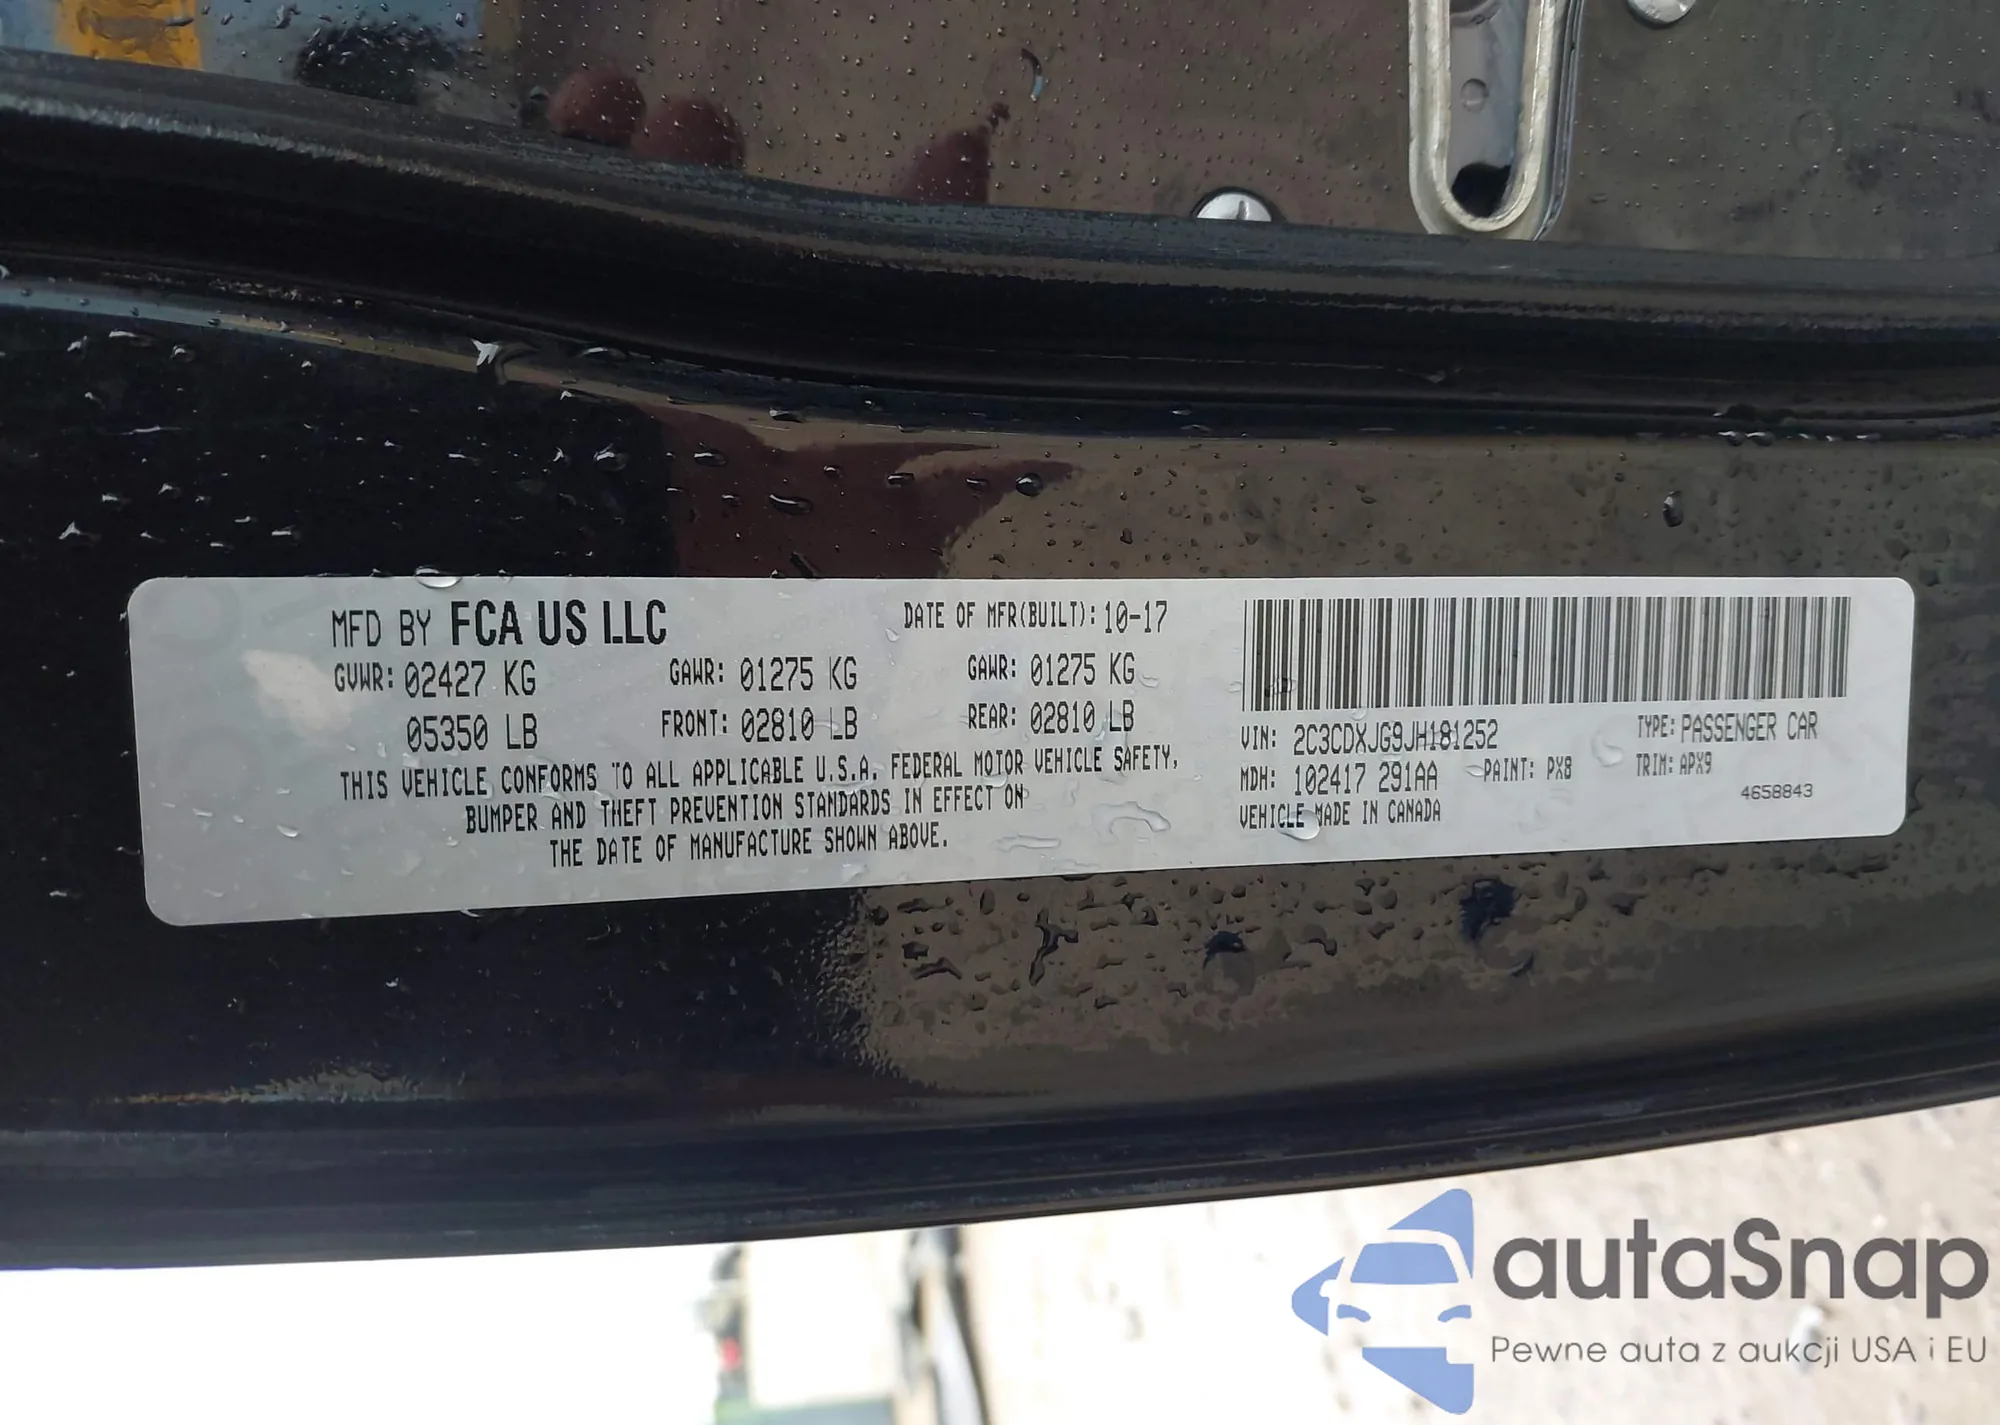 MFD BY FCA US LLC
DATE OF MFR(BUILT): 10-17
GVWR: 02427 KG
GAWR: 01275 KG
GAWR: 01275 KG
05350 LB
FRONT: 02810 LB
REAR: 02810 LB
THIS VEHICLE CONFORMS TO ALL APPLICABLE U.S.A. FEDERAL MOTOR VEHICLE SAFETY,
BUMPER AND THEFT PREVENTION STANDARDS IN EFFECT ON
THE DATE OF MANUFACTURE SHOWN ABOVE.
VIN: 2C3CDXJG9JH181252
TYPE: PASSENGER CAR
MDH: 102417 291AA
PAINT: PX8
TRIM: APX9
VEHICLE MADE IN CANADA
4658843
autaSnap
Pewne auta z aukcji USA i EU